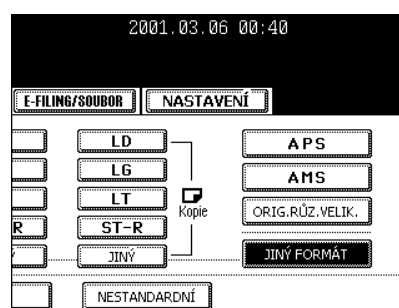 2001.03.06 00:40
E-FILING/SOUBOR NASTAVENÍ
LD APS
LG AMS
LT Kopie ORIG.RŮZ.VELIK.
R ST-R
JINÝ JINÝ FORMÁT
NESTANDARDNÍ